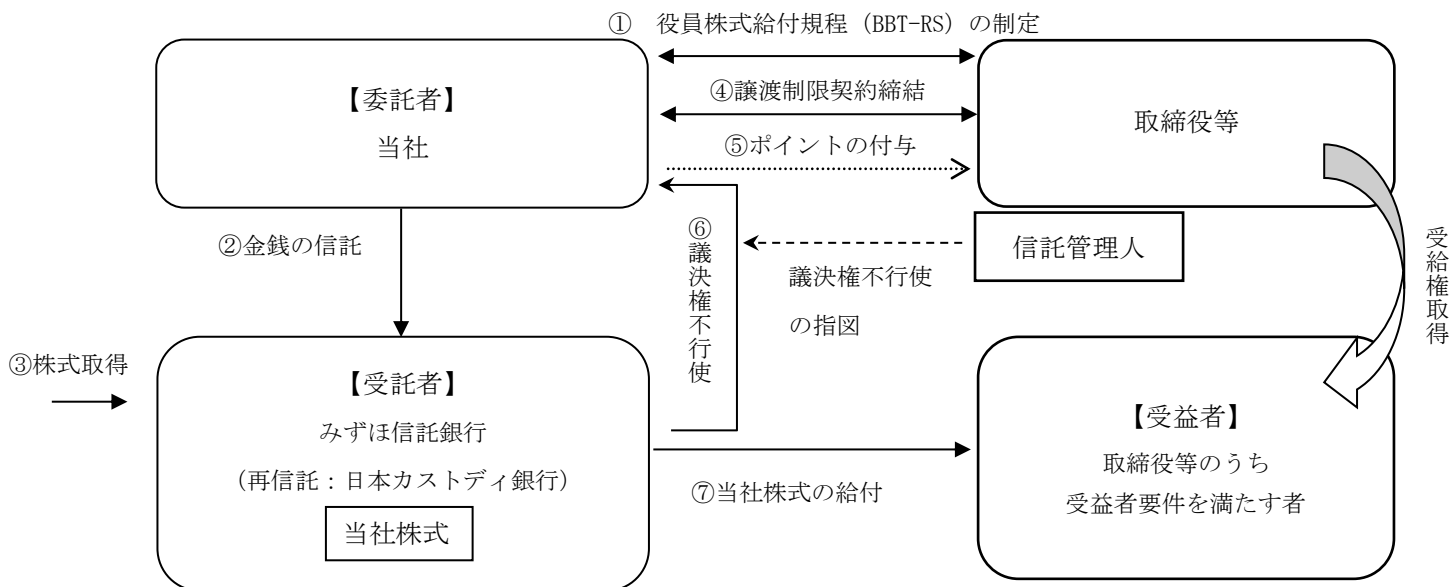 ① 役員株式給付規程（BBT-RS）の制定
【委託者】
当社
④譲渡制限契約締結
⑤ポイントの付与
取締役等
②金銭の信託
⑥議決権不行使
議決権不行使
の指図
信託管理人
受給権取得
③株式取得
【受託者】
みずほ信託銀行
（再信託：日本カストディ銀行）
当社株式
⑦当社株式の給付
【受益者】
取締役等のうち
受益者要件を満たす者